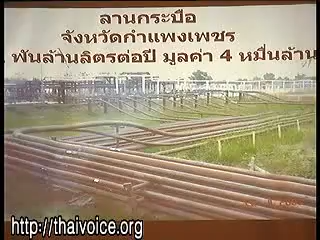 ลานกระบือ
จังหวัดกำแพงเพชร
พันล้านลิตรต่อปี มูลค่า 4 หมื่นล้าน
http://thaivoice.org